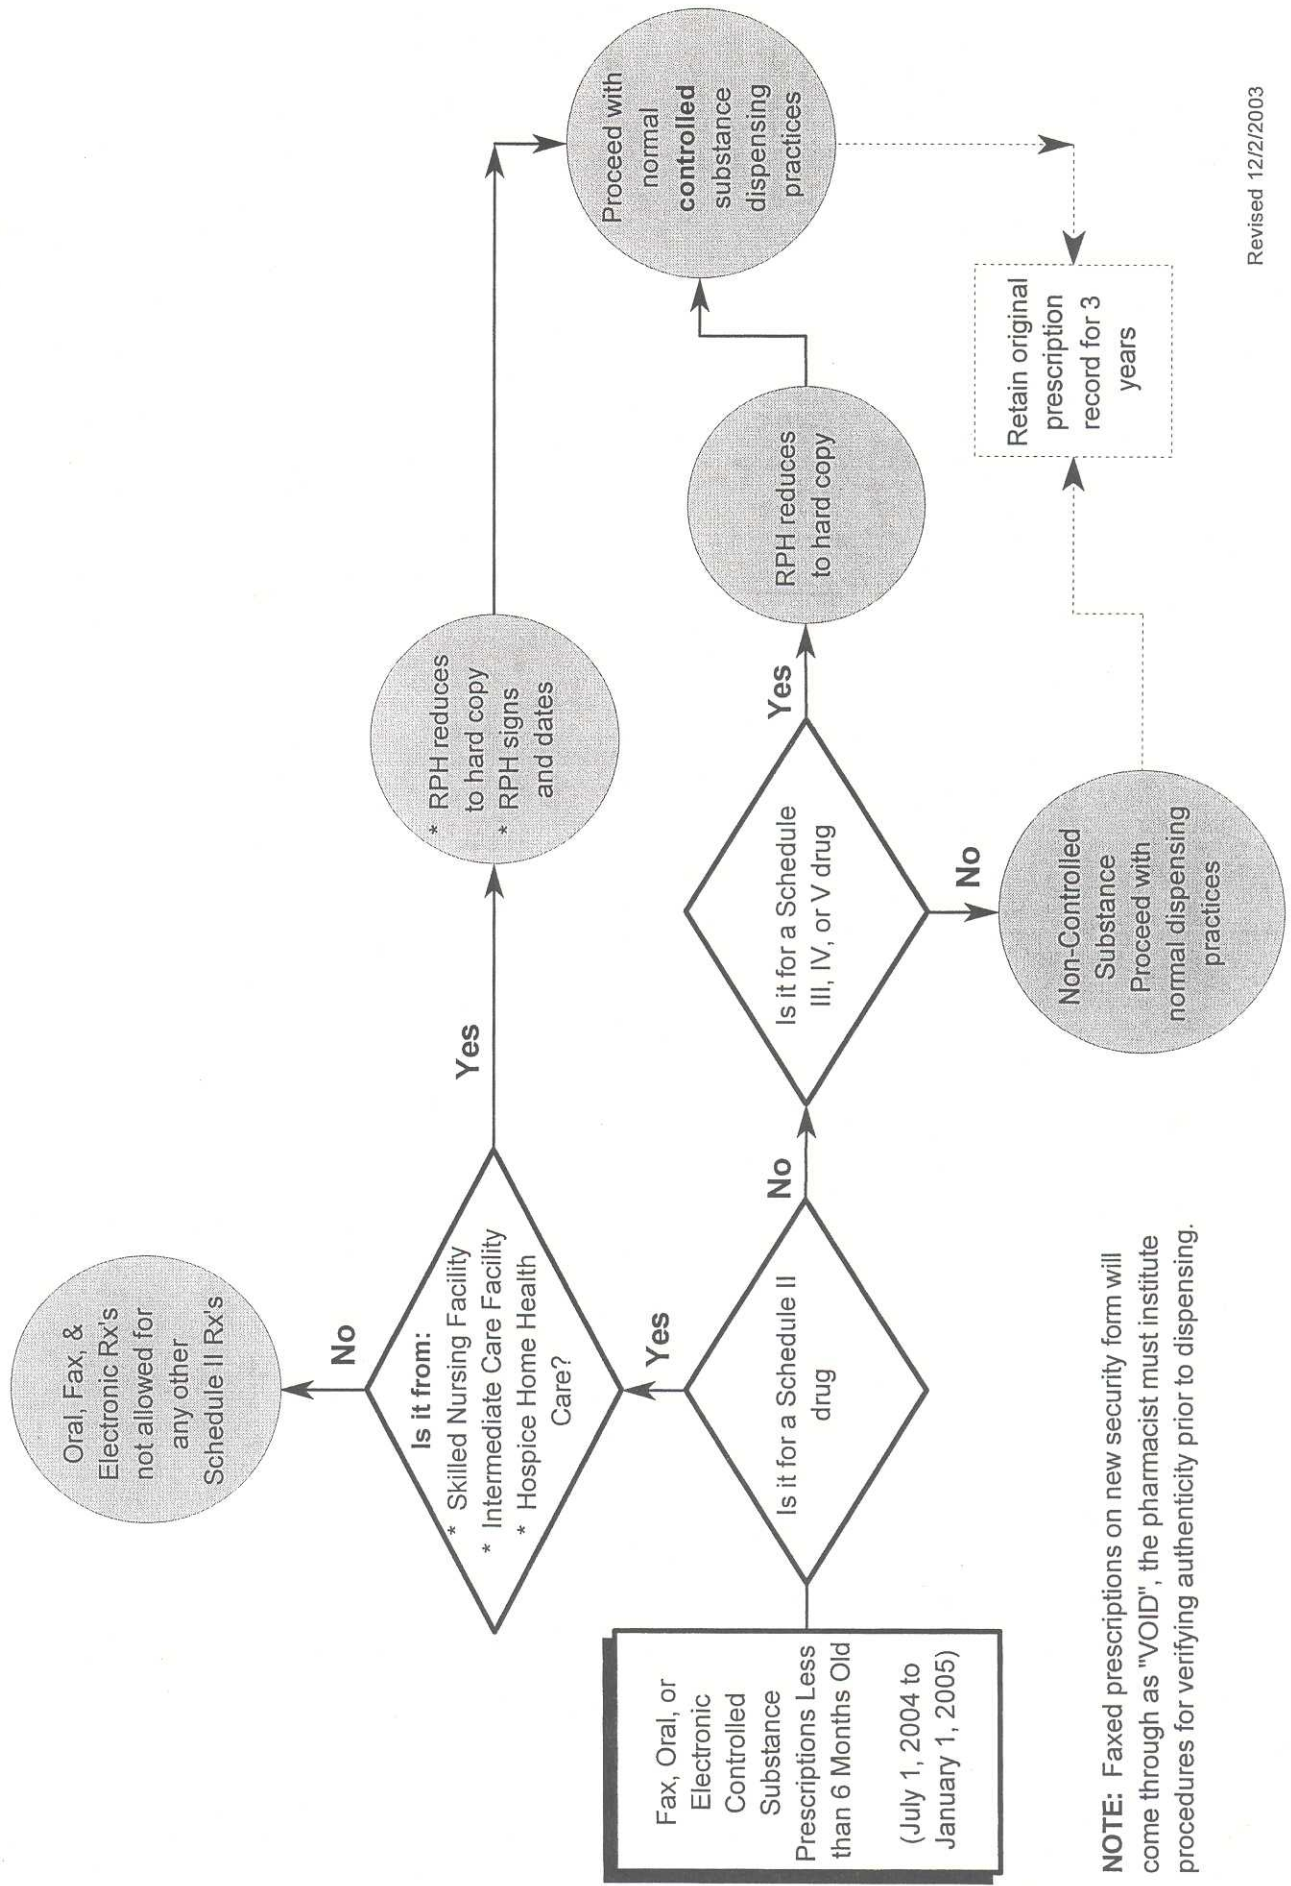 Fax, Oral, or
Electronic
Controlled
Substance
Prescriptions Less
than 6 Months Old
(July 1, 2004 to
January 1, 2005)
Is it for a Schedule II
drug
Yes
No
Is it from:
* Skilled Nursing Facility
* Intermediate Care Facility
* Hospice Home Health
Care?
No
Oral, Fax, &
Electronic Rx's
not allowed for
any other
Schedule II Rx's
Yes
* RPH reduces
to hard copy
* RPH signs
and dates
Is it for a Schedule
III, IV, or V drug
Yes
RPH reduces
to hard copy
No
Non-Controlled
Substance
Proceed with
normal dispensing
practices
Proceed with
normal
controlled
substance
dispensing
practices
Retain original
prescription
record for 3
years
NOTE: Faxed prescriptions on new security form will
come through as "VOID", the pharmacist must institute
procedures for verifying authenticity prior to dispensing.
Revised 12/2/2003